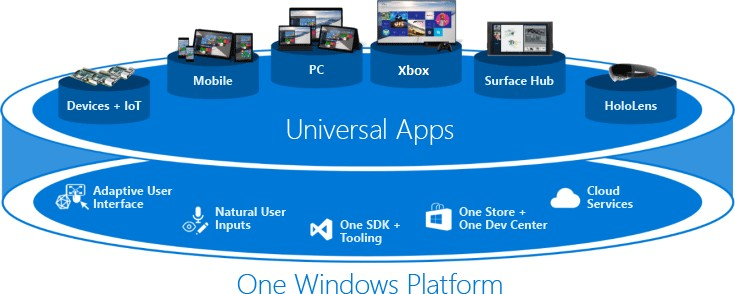 PC
Xbox
Mobile
Surface Hub
Devices + IoT
HoloLens
Universal Apps
Adaptive User
Interface
Natural User
Inputs
One SDK +
Tooling
One Store +
One Dev Center
Cloud
Services
One Windows Platform